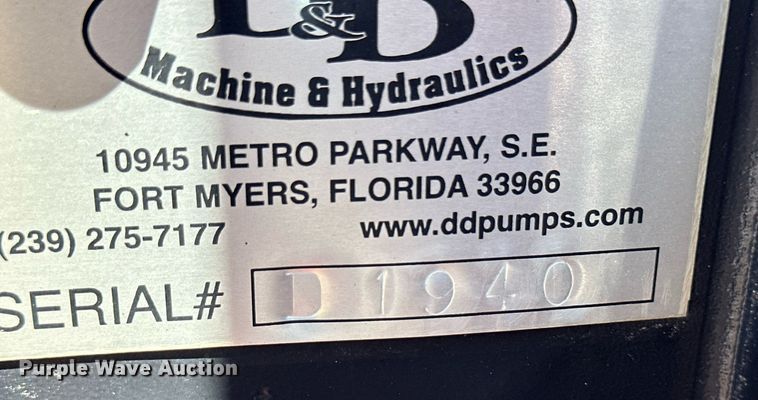 &D
Machine & Hydraulics
10945 METRO PARKWAY, S.E.
FORT MYERS, FLORIDA 33966
(239) 275-7177 www.ddpumps.com
SERIAL# D1940
Purple Wave Auction